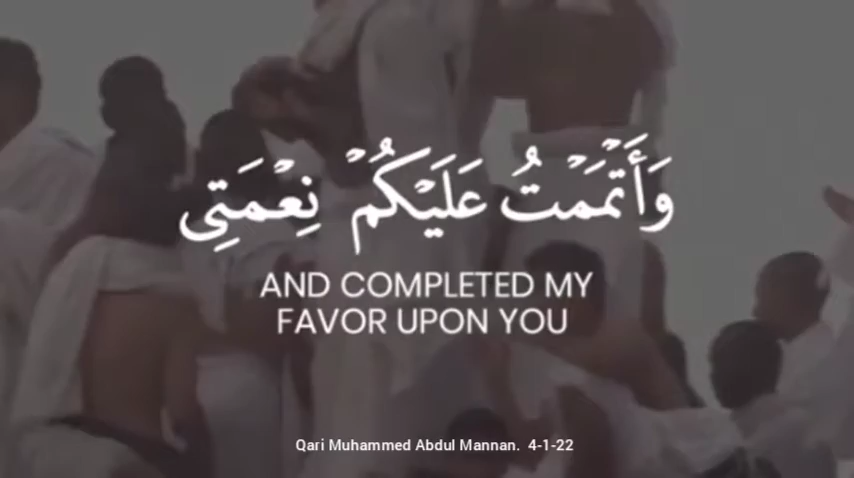 وَأَتْمَمْتُ عَلَيْكُمْ نِعْمَتِى
AND COMPLETED MY
FAVOR UPON YOU
Qari Muhammed Abdul Mannan. 4-1-22